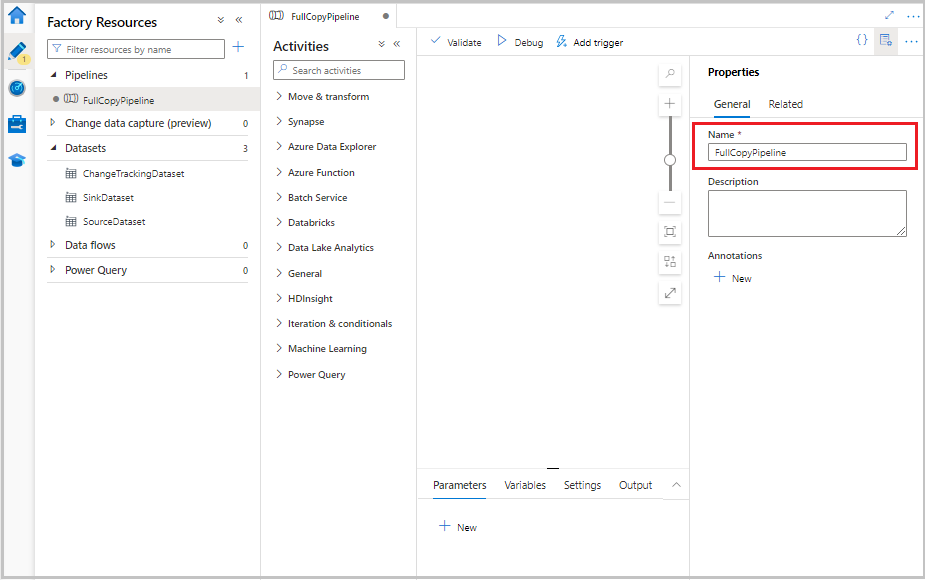 1
Factory Resources
Filter resources by name
Pipelines 1
FullCopyPipeline
Change data capture (preview) 0
Datasets 3
ChangeTrackingDataset
SinkDataset
SourceDataset
Data flows 0
Power Query 0
FullCopyPipeline
Activities
Search activities
Move & transform
Synapse
Azure Data Explorer
Azure Function
Batch Service
Databricks
Data Lake Analytics
General
HDInsight
Iteration & conditionals
Machine Learning
Power Query
Validate Debug Add trigger
Parameters Variables Settings Output
New
Properties
General Related
Name *
FullCopyPipeline
Description
Annotations
New